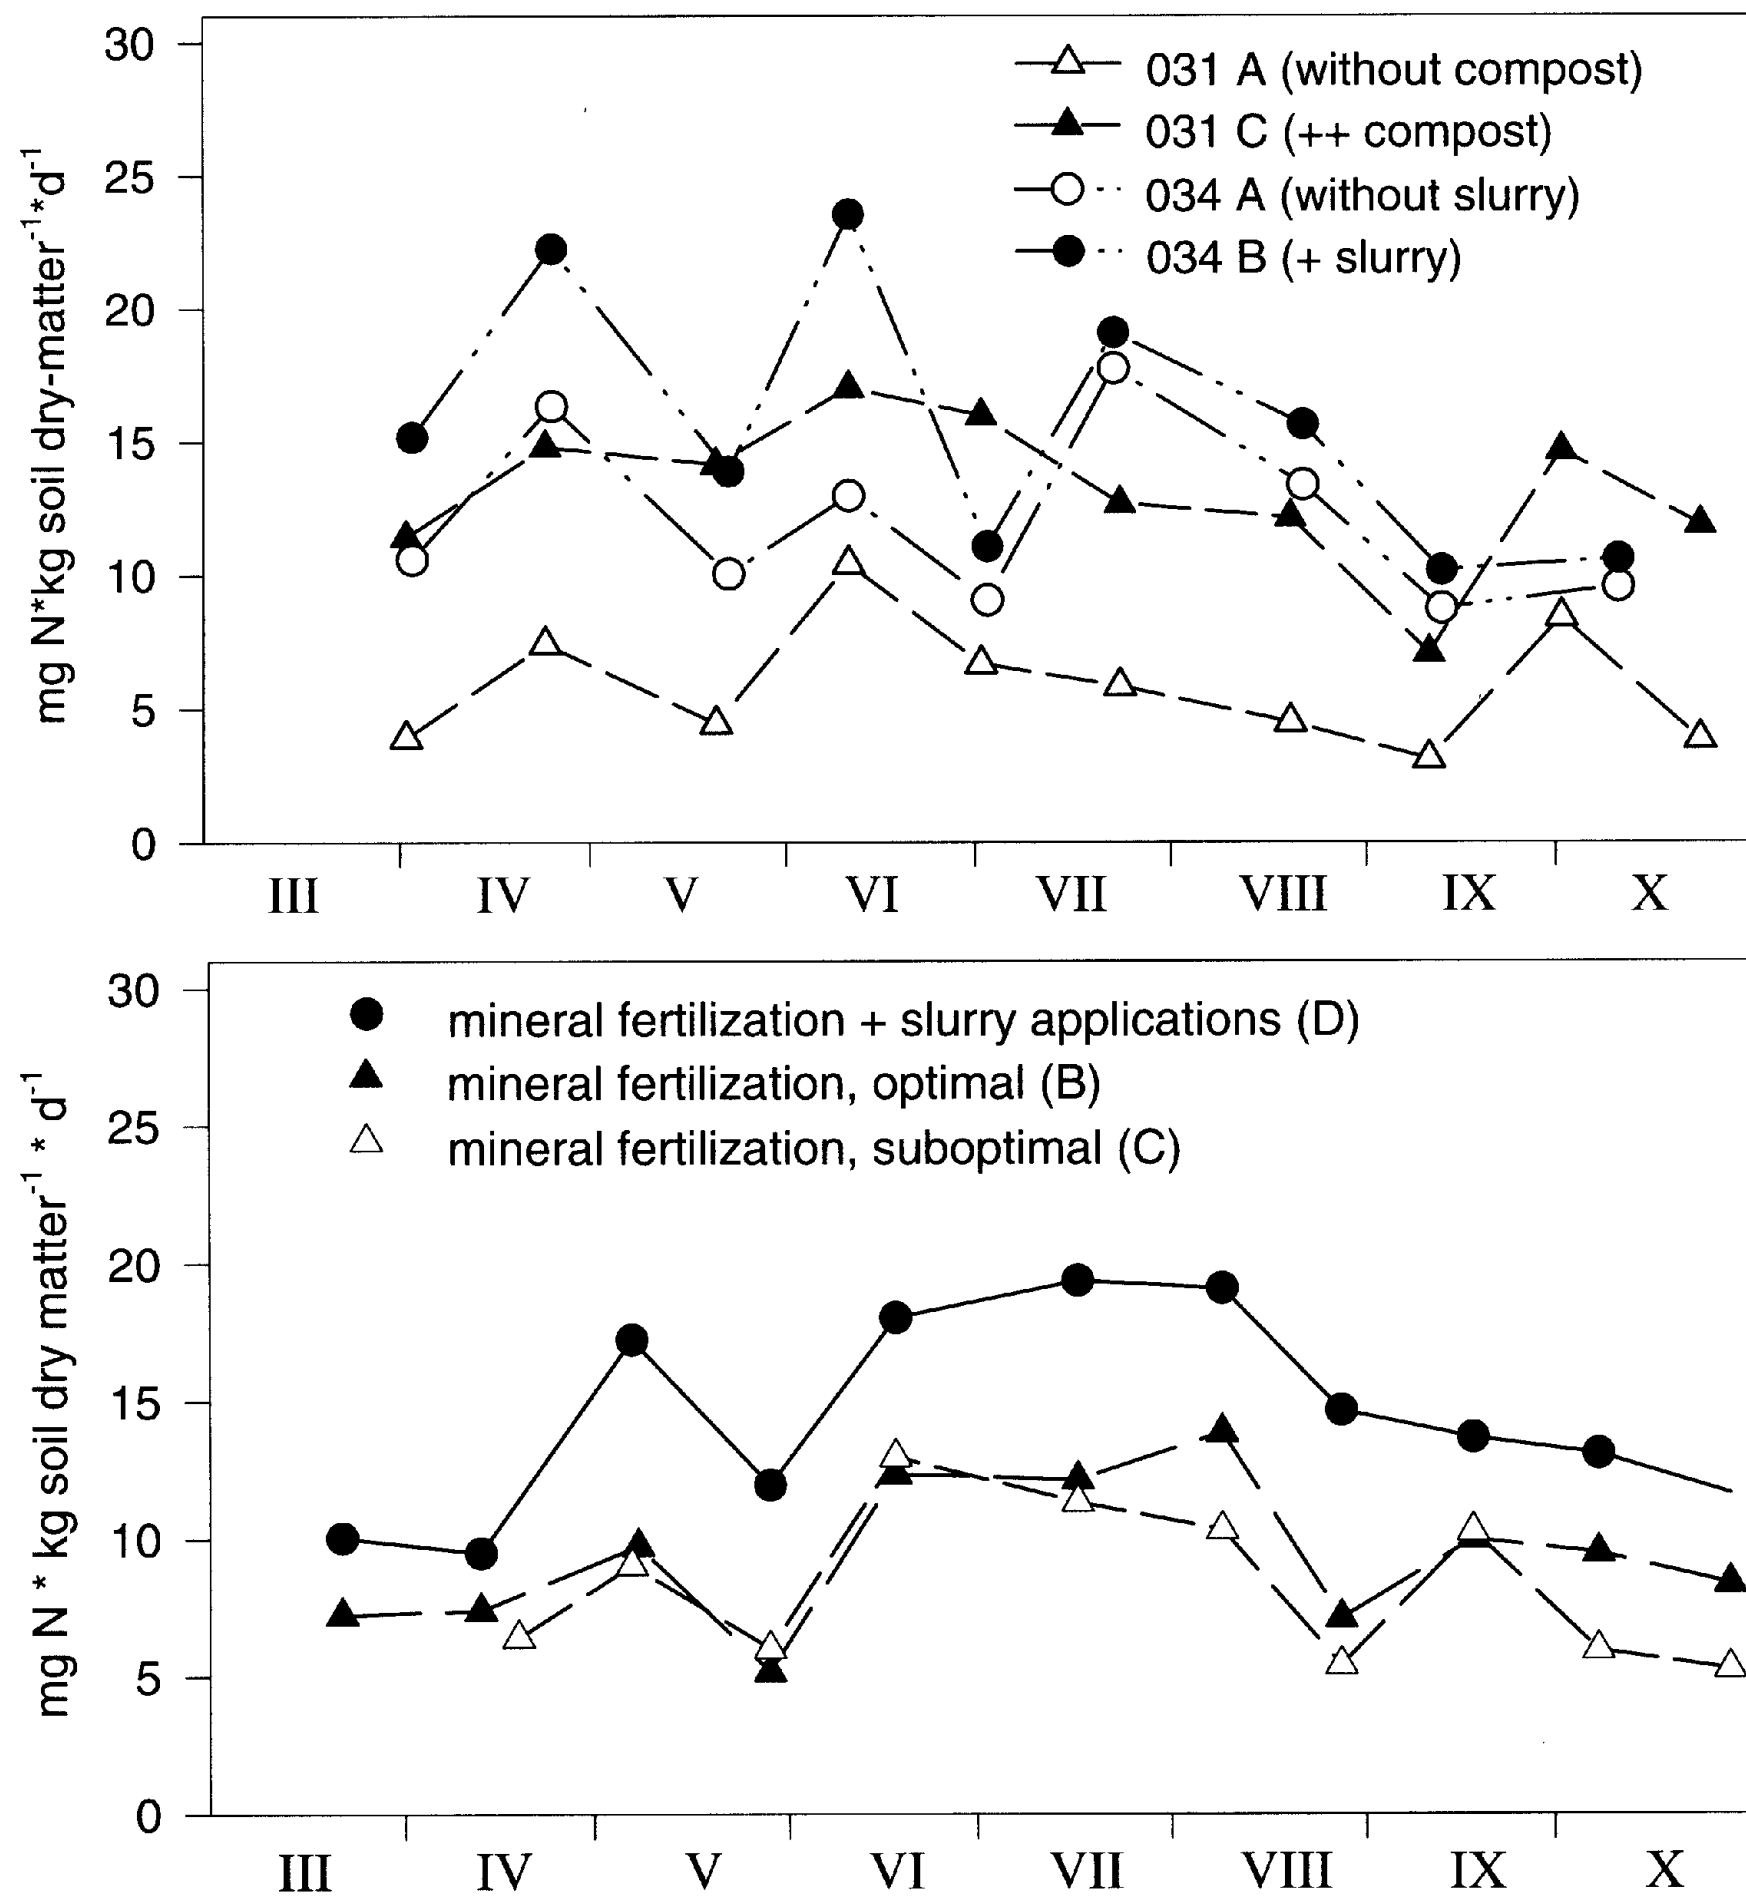 30
25
20
15
10
5
0
mg N*kg soil dry-matter-1*d-1
031 A (without compost)
031 C (++ compost)
034 A (without slurry)
034 B (+ slurry)
III IV V VI VII VIII IX X
30
25
20
15
10
5
0
mg N * kg soil dry matter-1 * d-1
mineral fertilization + slurry applications (D)
mineral fertilization, optimal (B)
mineral fertilization, suboptimal (C)
III IV V VI VII VIII IX X